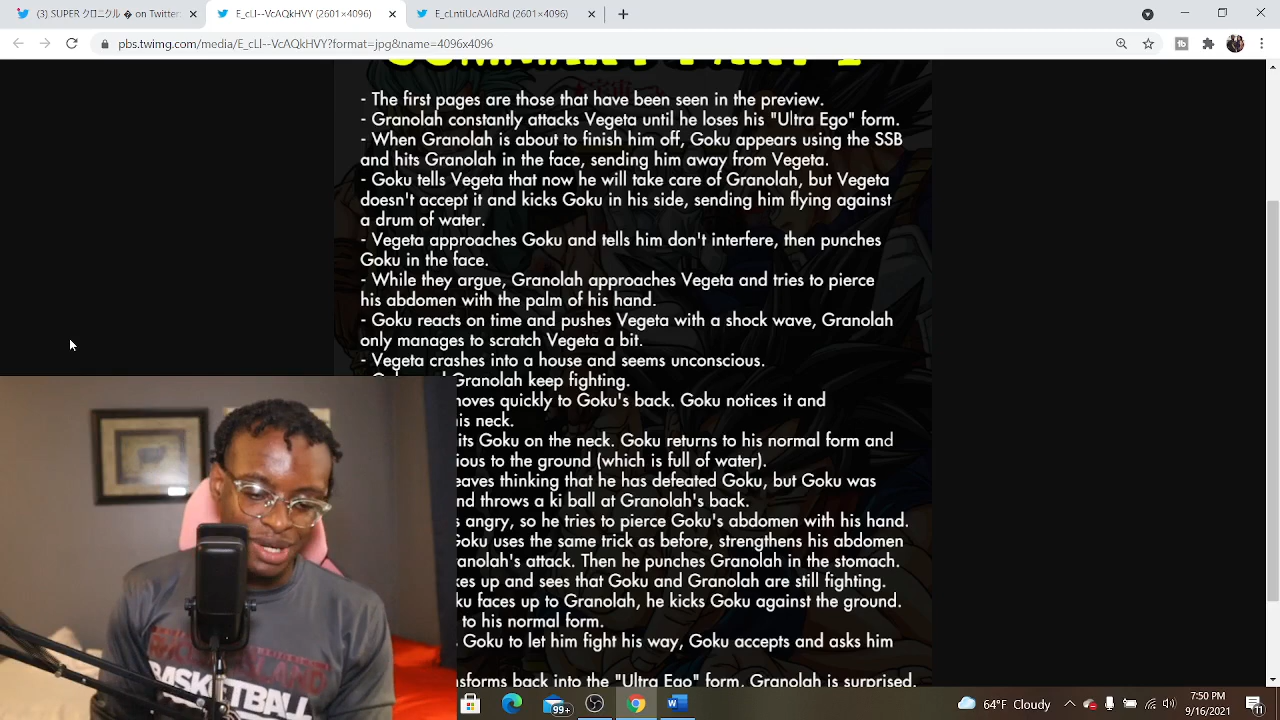 (3) SUPER クロニクル on Twitter
E_cLI--VcAQkHVY (2601×4096)
E_cLI--VcAQkHVY (2601×4096)
pbs.twimg.com/media/E_cLI--VcAQkHVY?format=jpg&name=4096x4096
- The first pages are those that have been seen in the preview.
- Granolah constantly attacks Vegeta until he loses his "Ultra Ego" form.
- When Granolah is about to finish him off, Goku appears using the SSB
and hits Granolah in the face, sending him away from Vegeta.
- Goku tells Vegeta that now he will take care of Granolah, but Vegeta
doesn't accept it and kicks Goku in his side, sending him flying against
a drum of water.
- Vegeta approaches Goku and tells him don't interfere, then punches
Goku in the face.
- While they argue, Granolah approaches Vegeta and tries to pierce
his abdomen with the palm of his hand.
- Goku reacts on time and pushes Vegeta with a shock wave, Granolah
only manages to scratch Vegeta a bit.
- Vegeta crashes into a house and seems unconscious.
Granolah keep fighting.
oves quickly to Goku's back. Goku notices it and
his neck.
its Goku on the neck. Goku returns to his normal form and
ious to the ground (which is full of water).
eaves thinking that he has defeated Goku, but Goku was
nd throws a ki ball at Granolah's back.
s angry, so he tries to pierce Goku's abdomen with his hand.
Goku uses the same trick as before, strengthens his abdomen
ranolah's attack. Then he punches Granolah in the stomach.
kes up and sees that Goku and Granolah are still fighting.
ku faces up to Granolah, he kicks Goku against the ground.
to his normal form.
Goku to let him fight his way, Goku accepts and asks him
sforms back into the "Ultra Ego" form, Granolah is surprised.
BASKETBALL
99+
64°F Cloudy
7:50 PM
9/16/2021